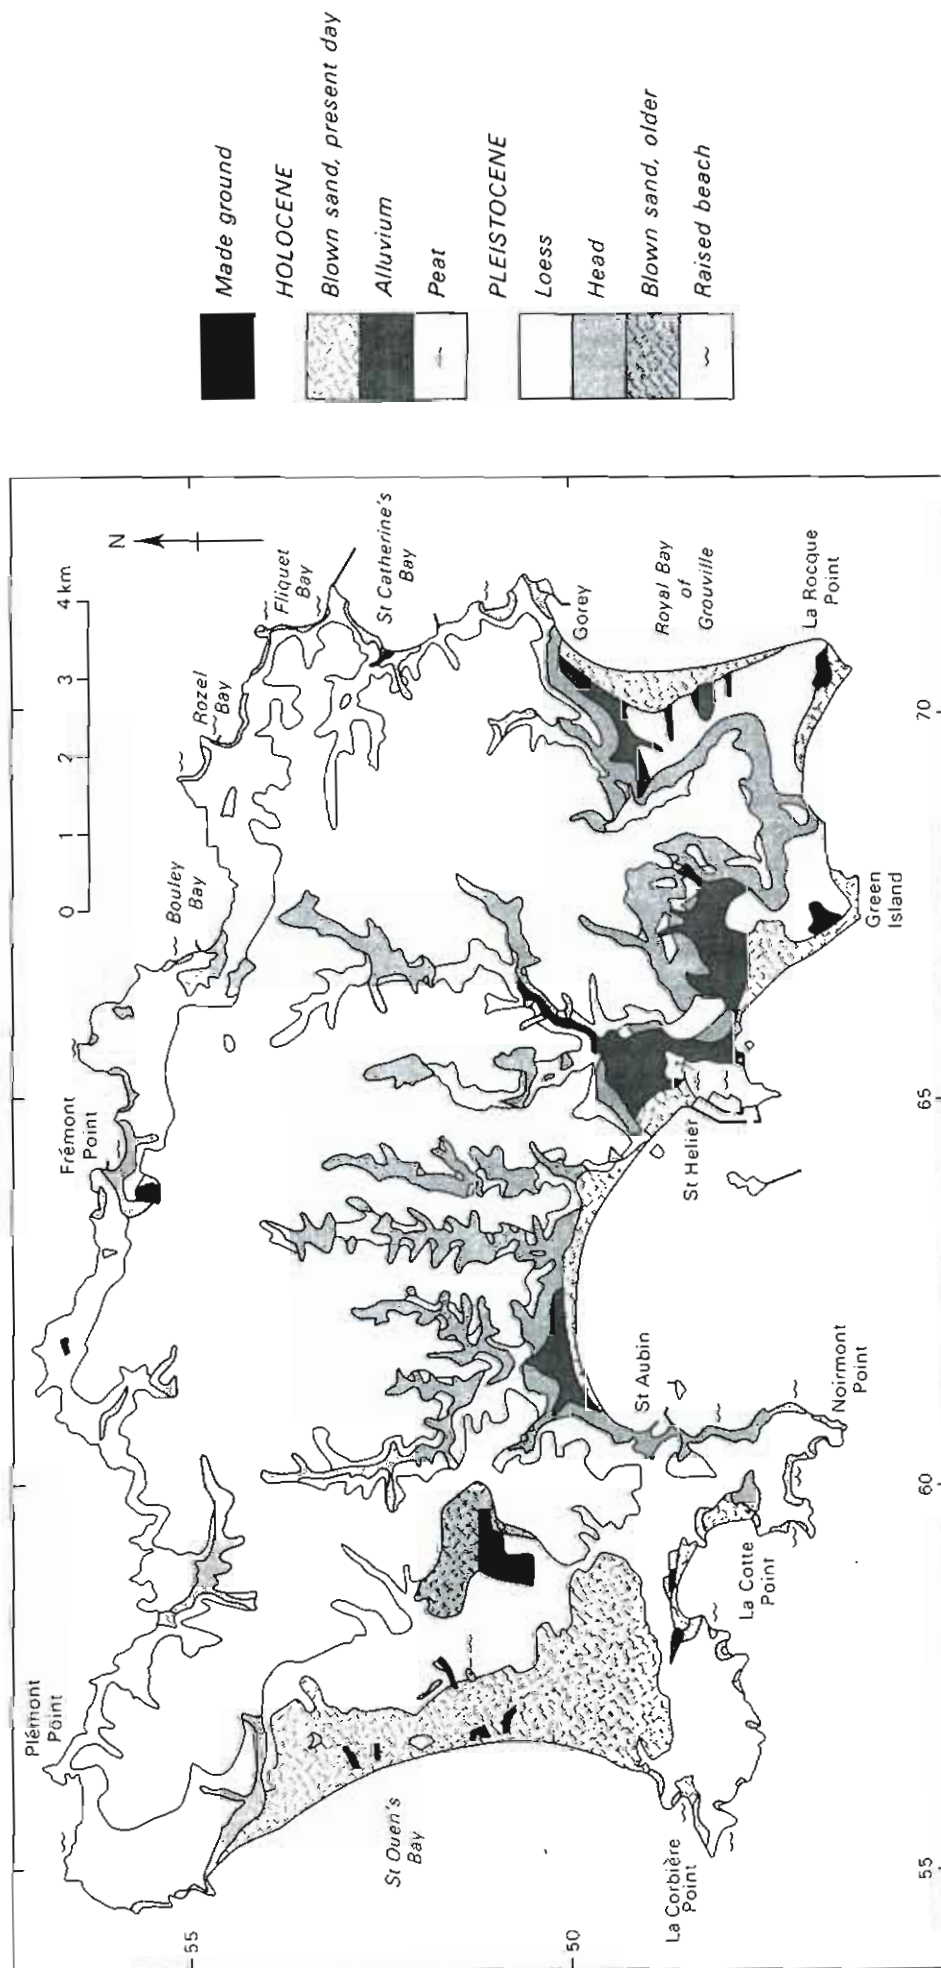 Plémont
Point
Frémont
Point
Bouley
Bay
Rozel
Bay
Fliquet
Bay
St Catherine's
Bay
0 1 2 3 4 km
N
Gorey
Royal Bay
of
Grouville
La Rocque
Point
Green
Island
St Helier
St Aubin
Noirmont
Point
La Cotte
Point
La Corbière
Point
St Ouen's
Bay
55
50
55
60
65
70
Made ground
HOLOCENE
Blown sand, present day
Alluvium
Peat
PLEISTOCENE
Loess
Head
Blown sand, older
Raised beach